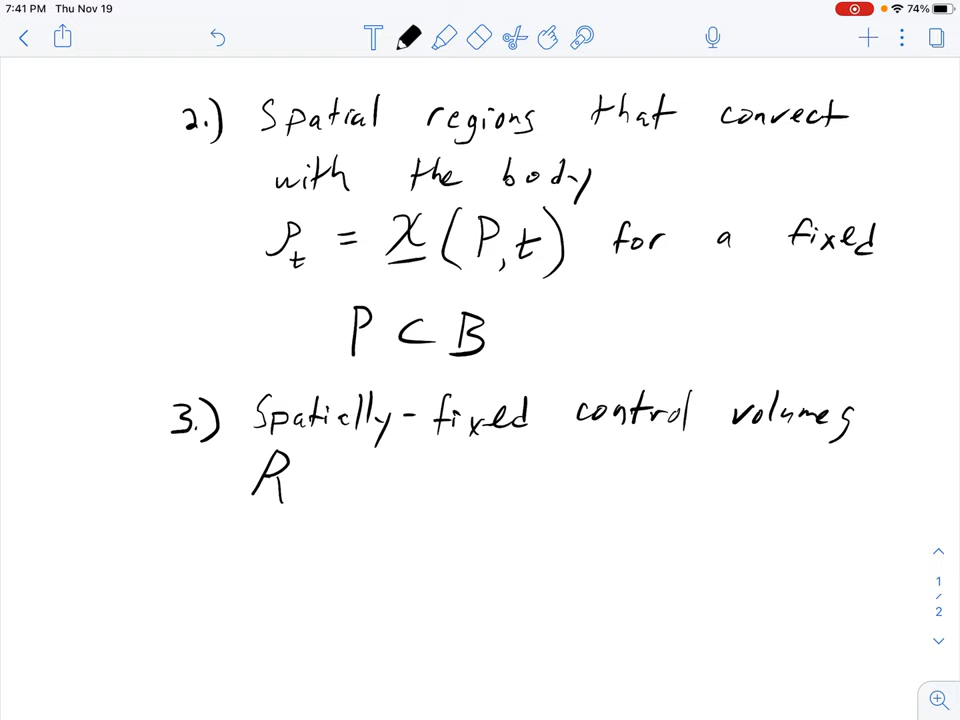 7:41 PM Thu Nov 19 74%
2.) Spatial regions that convect
with the body
𝒫ₜ = χ (P, t) for a fixed
P ⊂ B
3.) Spatially-fixed control volumes
R
1
/
2